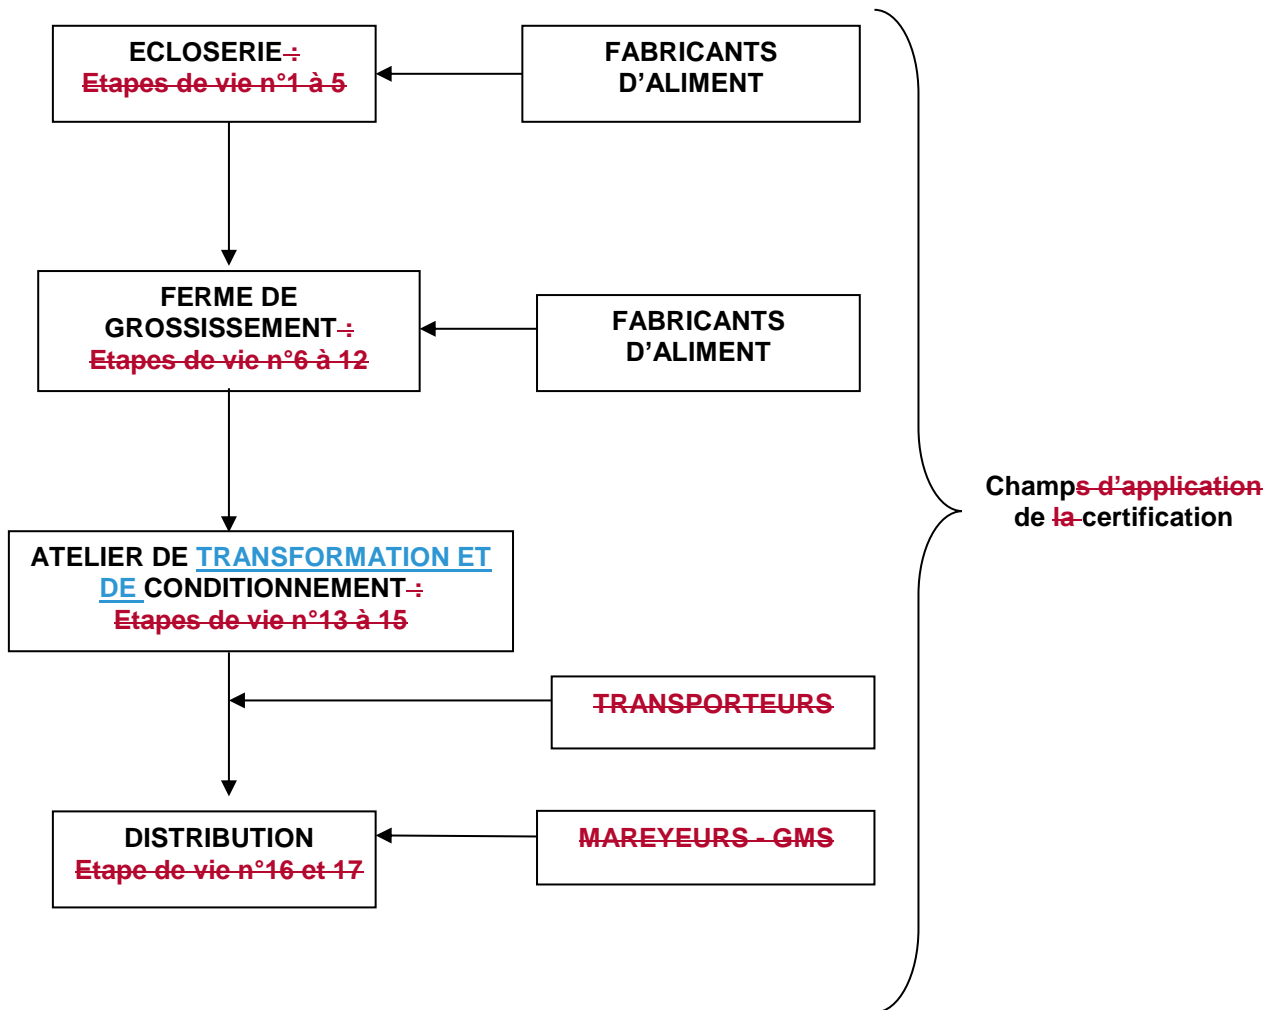 ECLOSERIE :
Etapes de vie n°1 à 5
FABRICANTS
D’ALIMENT
FERME DE
GROSSISSEMENT :
Etapes de vie n°6 à 12
FABRICANTS
D’ALIMENT
Champs d’application
de la certification
ATELIER DE TRANSFORMATION ET
DE CONDITIONNEMENT :
Etapes de vie n°13 à 15
TRANSPORTEURS
DISTRIBUTION
Etape de vie n°16 et 17
MAREYEURS - GMS